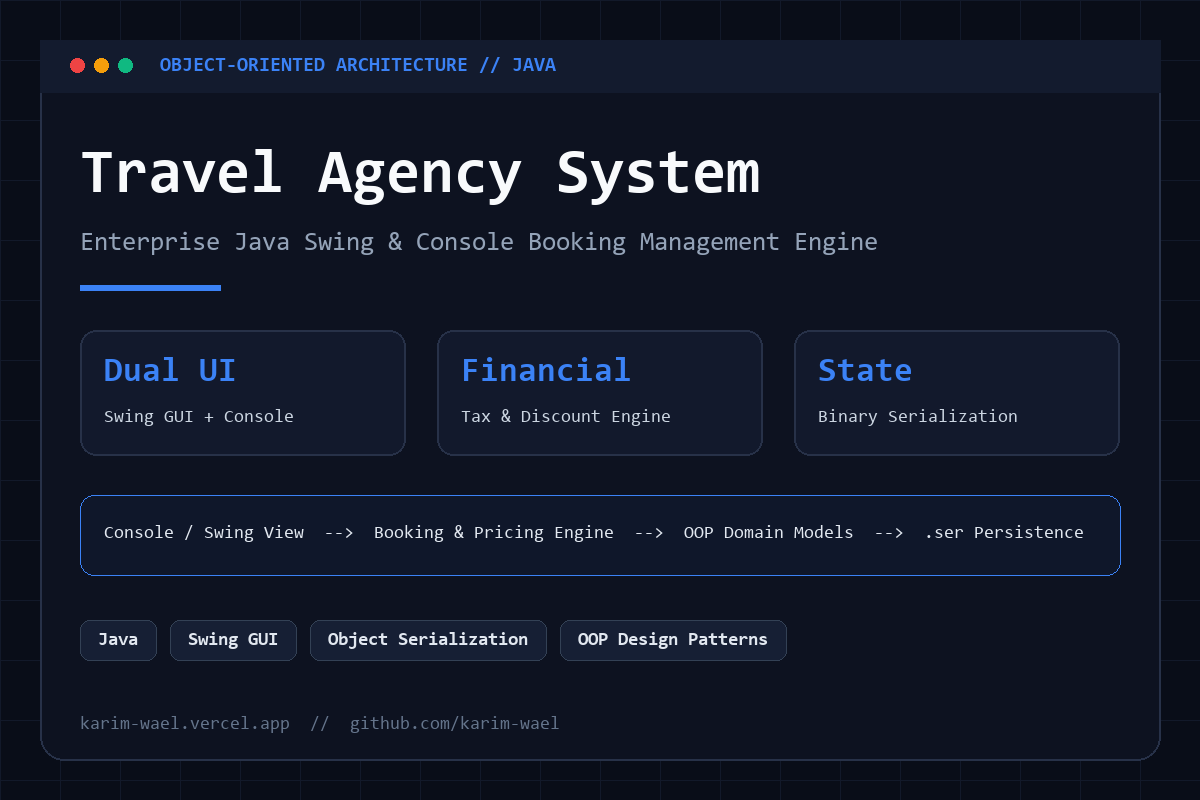 OBJECT-ORIENTED ARCHITECTURE // JAVA
Travel Agency System
Enterprise Java Swing & Console Booking Management Engine
Dual UI
Swing GUI + Console
Financial
Tax & Discount Engine
State
Binary Serialization
Console / Swing View --> Booking & Pricing Engine --> OOP Domain Models --> .ser Persistence
Java
Swing GUI
Object Serialization
OOP Design Patterns
karim-wael.vercel.app // github.com/karim-wael